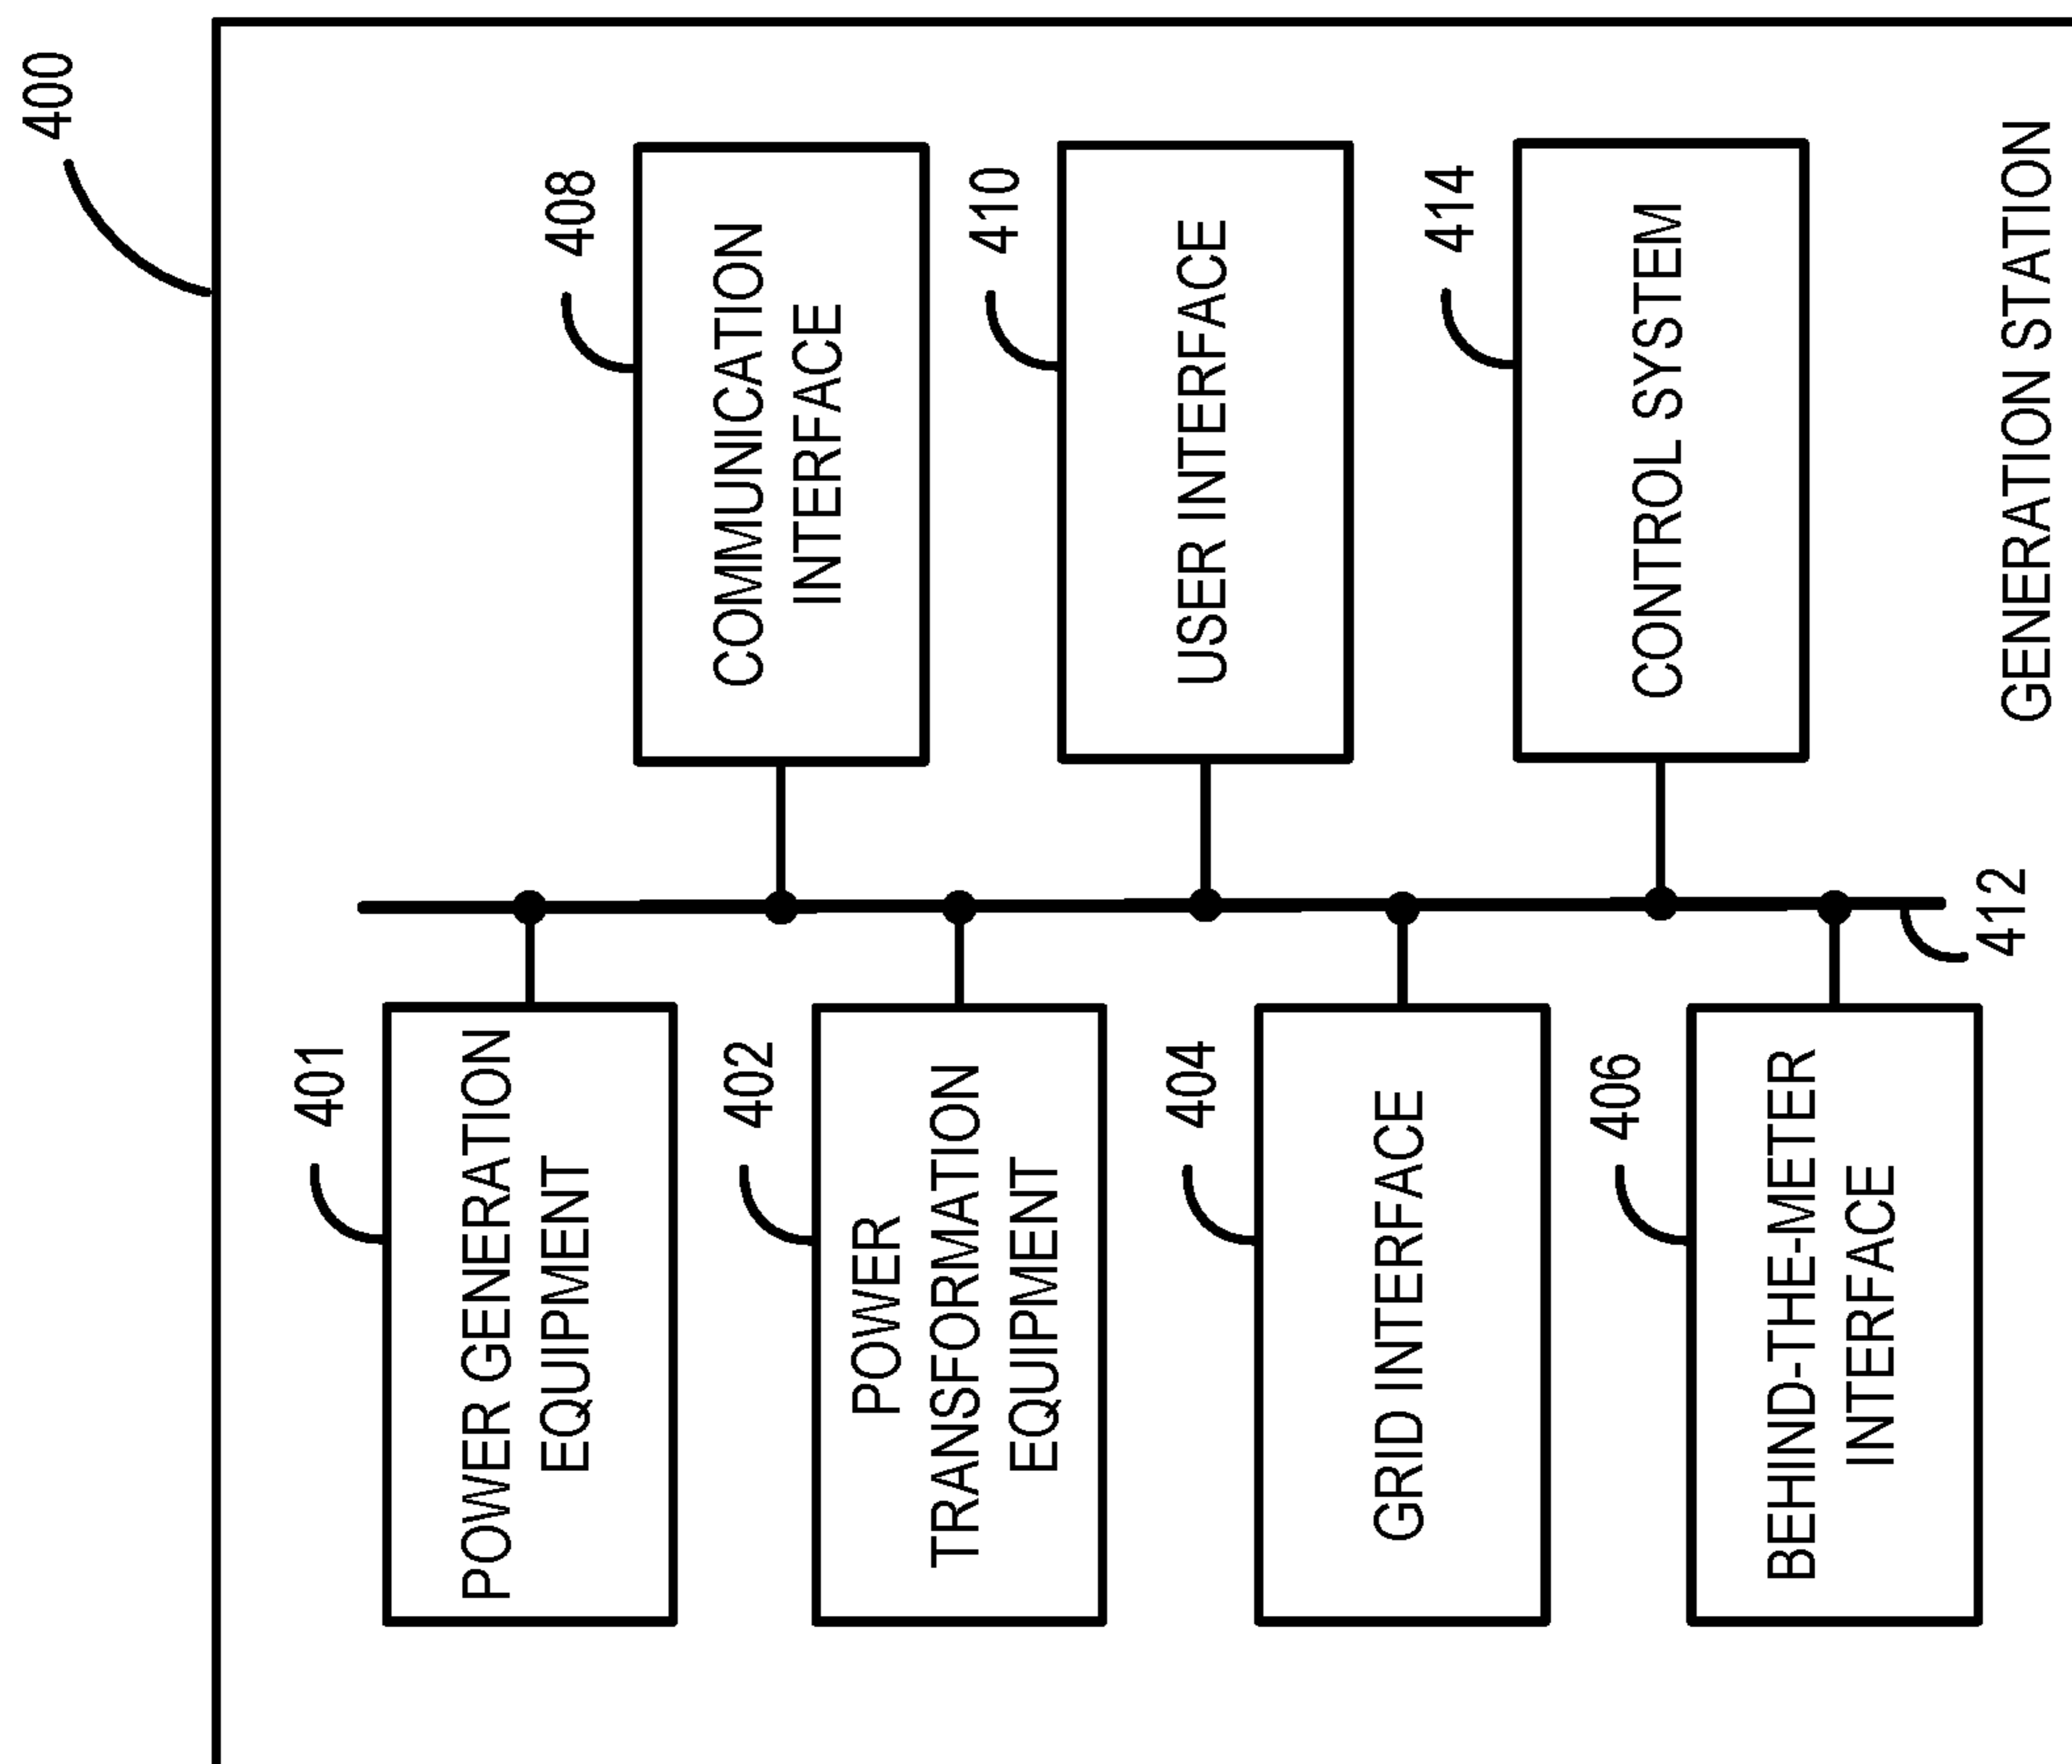 400
401
POWER GENERATION
EQUIPMENT
408
COMMUNICATION
INTERFACE
402
POWER
TRANSFORMATION
EQUIPMENT
410
USER INTERFACE
404
GRID INTERFACE
414
CONTROL SYSTEM
406
BEHIND-THE-METER
INTERFACE
412
GENERATION STATION